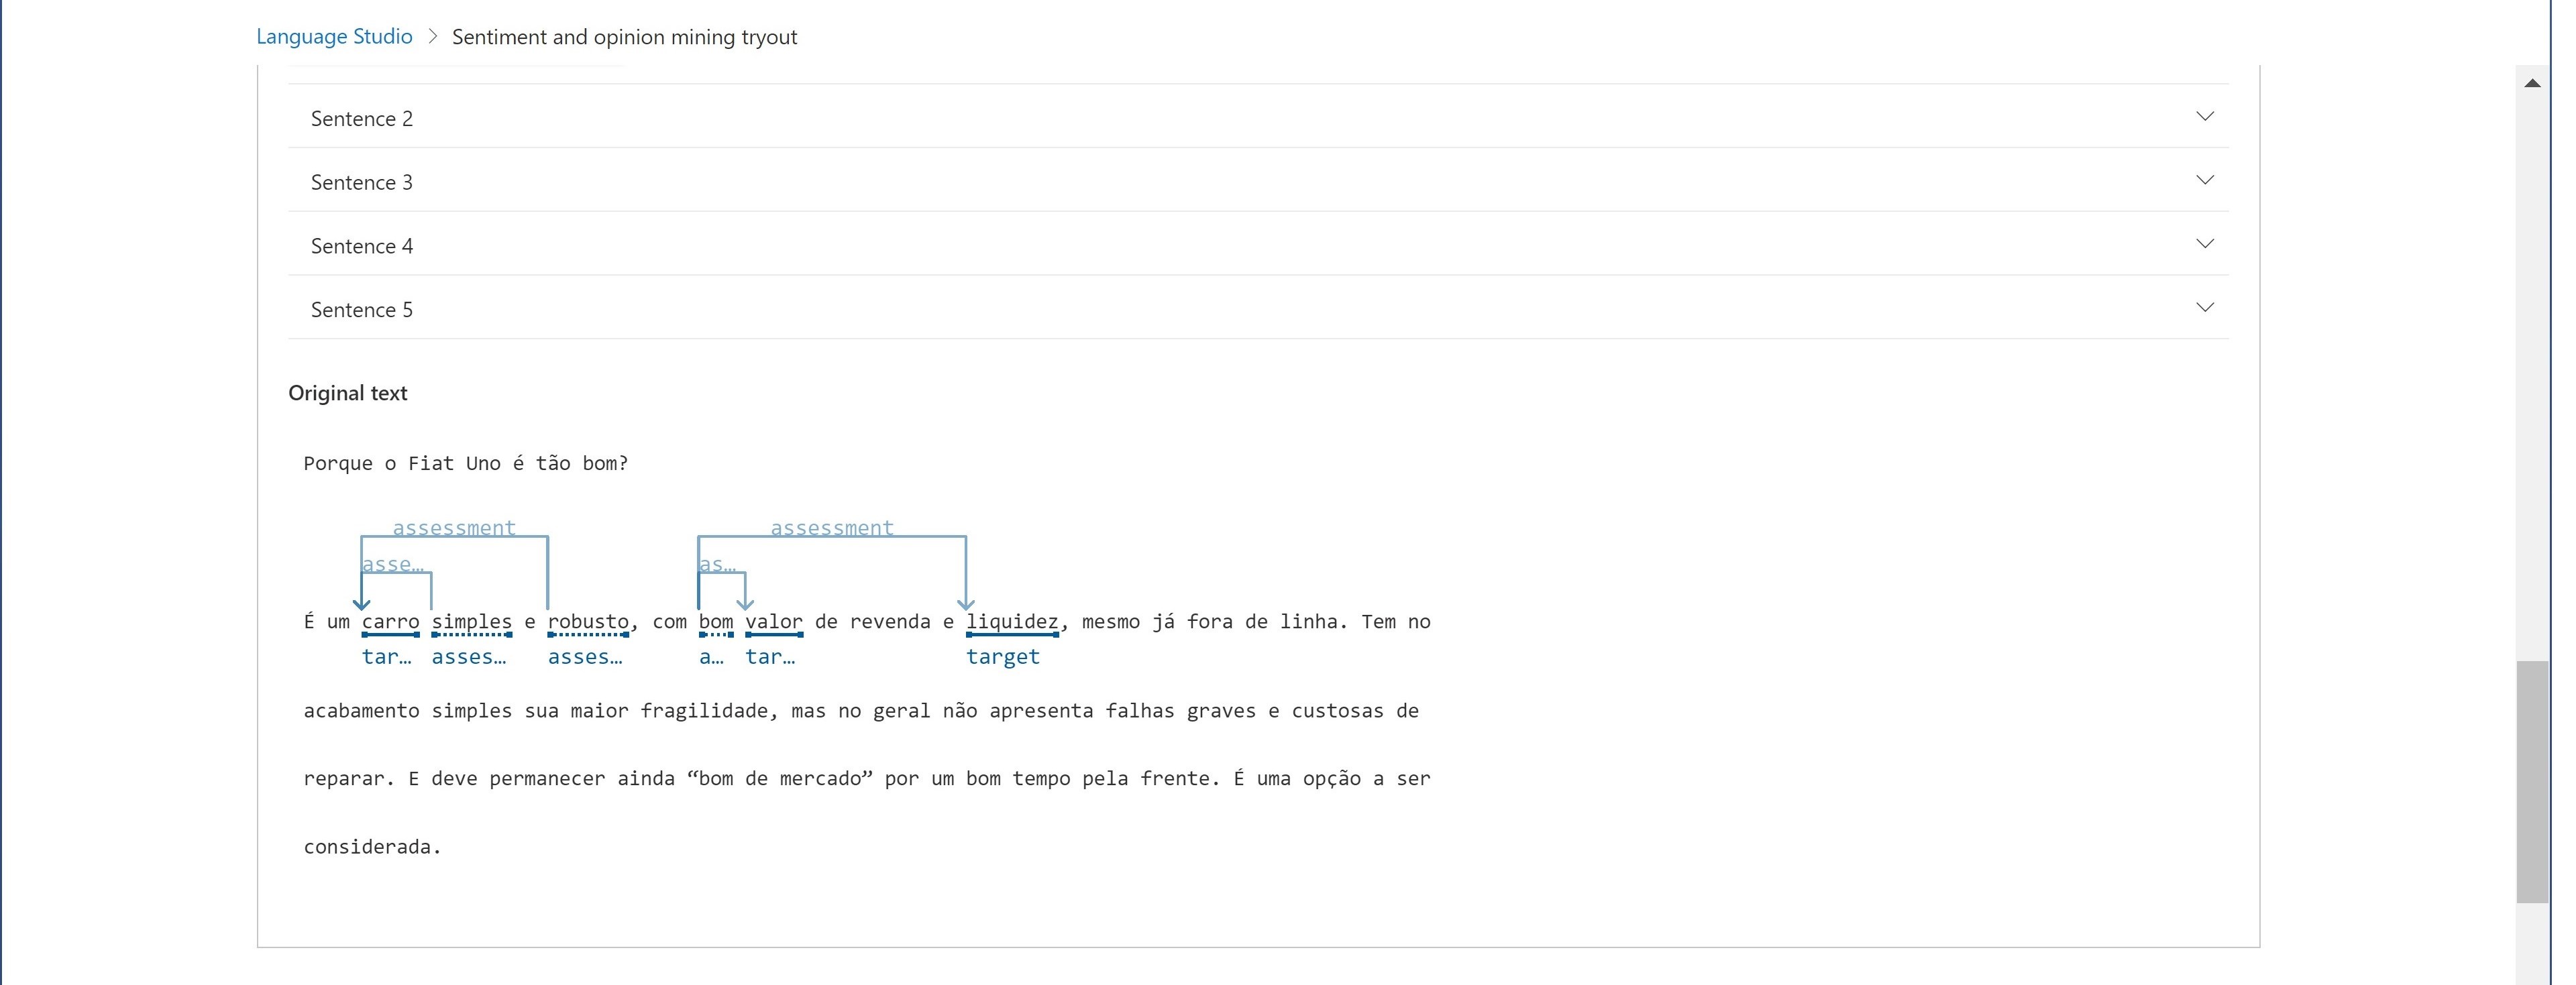 Language Studio > Sentiment and opinion mining tryout
Sentence 2
Sentence 3
Sentence 4
Sentence 5
Original text
Porque o Fiat Uno é tão bom?
assessment assessment
asse… as…
É um carro simples e robusto, com bom valor de revenda e liquidez, mesmo já fora de linha. Tem no
tar… asses… asses… a… tar… target
acabamento simples sua maior fragilidade, mas no geral não apresenta falhas graves e custosas de
reparar. E deve permanecer ainda “bom de mercado” por um bom tempo pela frente. É uma opção a ser
considerada.